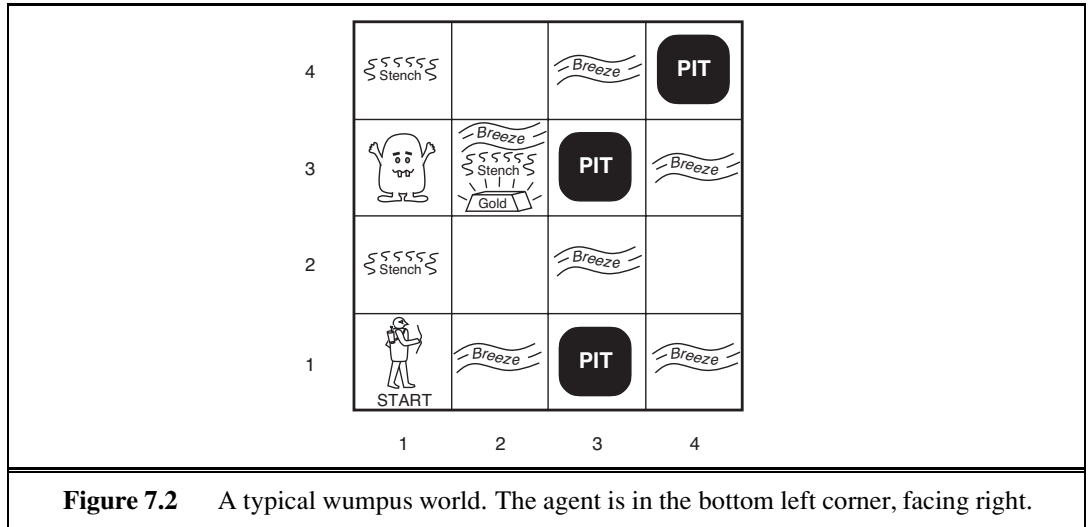 4 Stench Breeze PIT
Breeze
3 Stench PIT Breeze
Gold
2 Stench Breeze
1 Breeze PIT Breeze
START
1 2 3 4
Figure 7.2 A typical wumpus world. The agent is in the bottom left corner, facing right.